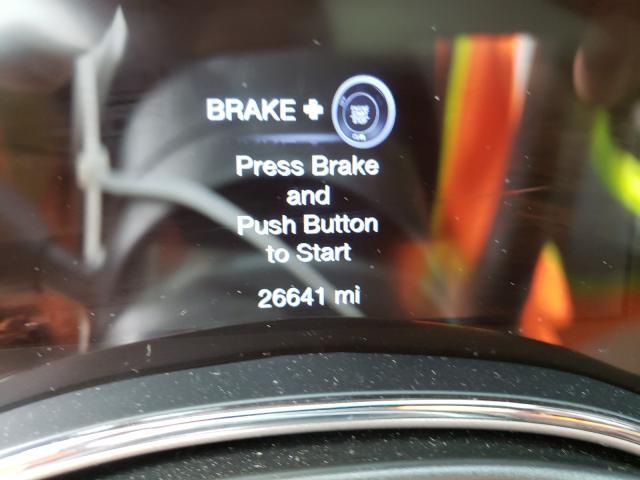 BRAKE +
Press Brake
and
Push Button
to Start
26641 mi